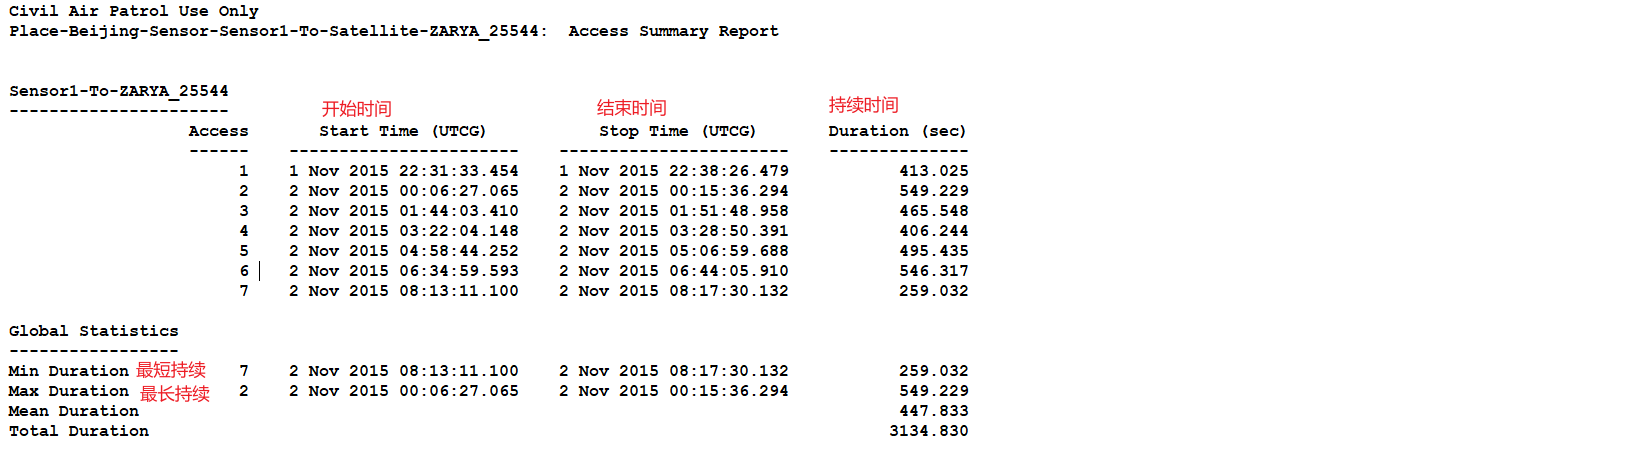 Civil Air Patrol Use Only
Place-Beijing-Sensor-Sensor1-To-Satellite-ZARYA_25544:  Access Summary Report
Sensor1-To-ZARYA_25544
----------------------
开始时间 结束时间 持续时间
Access Start Time (UTCG) Stop Time (UTCG) Duration (sec)
------ ----------------------- ----------------------- --------------
1 1 Nov 2015 22:31:33.454 1 Nov 2015 22:38:26.479 413.025
2 2 Nov 2015 00:06:27.065 2 Nov 2015 00:15:36.294 549.229
3 2 Nov 2015 01:44:03.410 2 Nov 2015 01:51:48.958 465.548
4 2 Nov 2015 03:22:04.148 2 Nov 2015 03:28:50.391 406.244
5 2 Nov 2015 04:58:44.252 2 Nov 2015 05:06:59.688 495.435
6 2 Nov 2015 06:34:59.593 2 Nov 2015 06:44:05.910 546.317
7 2 Nov 2015 08:13:11.100 2 Nov 2015 08:17:30.132 259.032
Global Statistics
-----------------
Min Duration 最短持续 7 2 Nov 2015 08:13:11.100 2 Nov 2015 08:17:30.132 259.032
Max Duration 最长持续 2 2 Nov 2015 00:06:27.065 2 Nov 2015 00:15:36.294 549.229
Mean Duration 447.833
Total Duration 3134.830